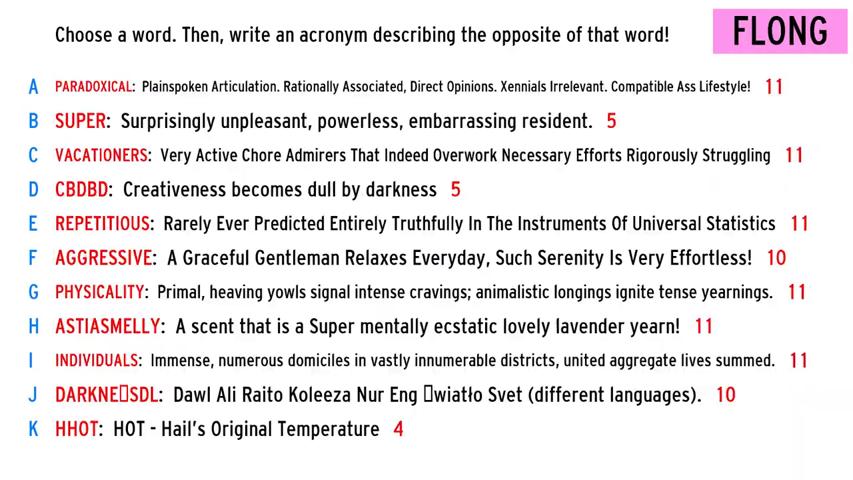 Choose a word. Then, write an acronym describing the opposite of that word!
FLONG
A PARADOXICAL: Plainspoken Articulation. Rationally Associated, Direct Opinions. Xennials Irrelevant. Compatible Ass Lifestyle! 11
B SUPER: Surprisingly unpleasant, powerless, embarrassing resident. 5
C VACATIONERS: Very Active Chore Admirers That Indeed Overwork Necessary Efforts Rigorously Struggling 11
D CBDBD: Creativeness becomes dull by darkness 5
E REPETITIOUS: Rarely Ever Predicted Entirely Truthfully In The Instruments Of Universal Statistics 11
F AGGRESSIVE: A Graceful Gentleman Relaxes Everyday, Such Serenity Is Very Effortless! 10
G PHYSICALITY: Primal, heaving yowls signal intense cravings; animalistic longings ignite tense yearnings. 11
H ASTIASMELLY: A scent that is a Super mentally ecstatic lovely lavender yearn! 11
I INDIVIDUALS: Immense, numerous domiciles in vastly innumerable districts, united aggregate lives summed. 11
J DARKNE▯SDL: Dawl Ali Raito Koleeza Nur Eng ▯wiatło Svet (different languages). 10
K HHOT: HOT - Hail's Original Temperature 4